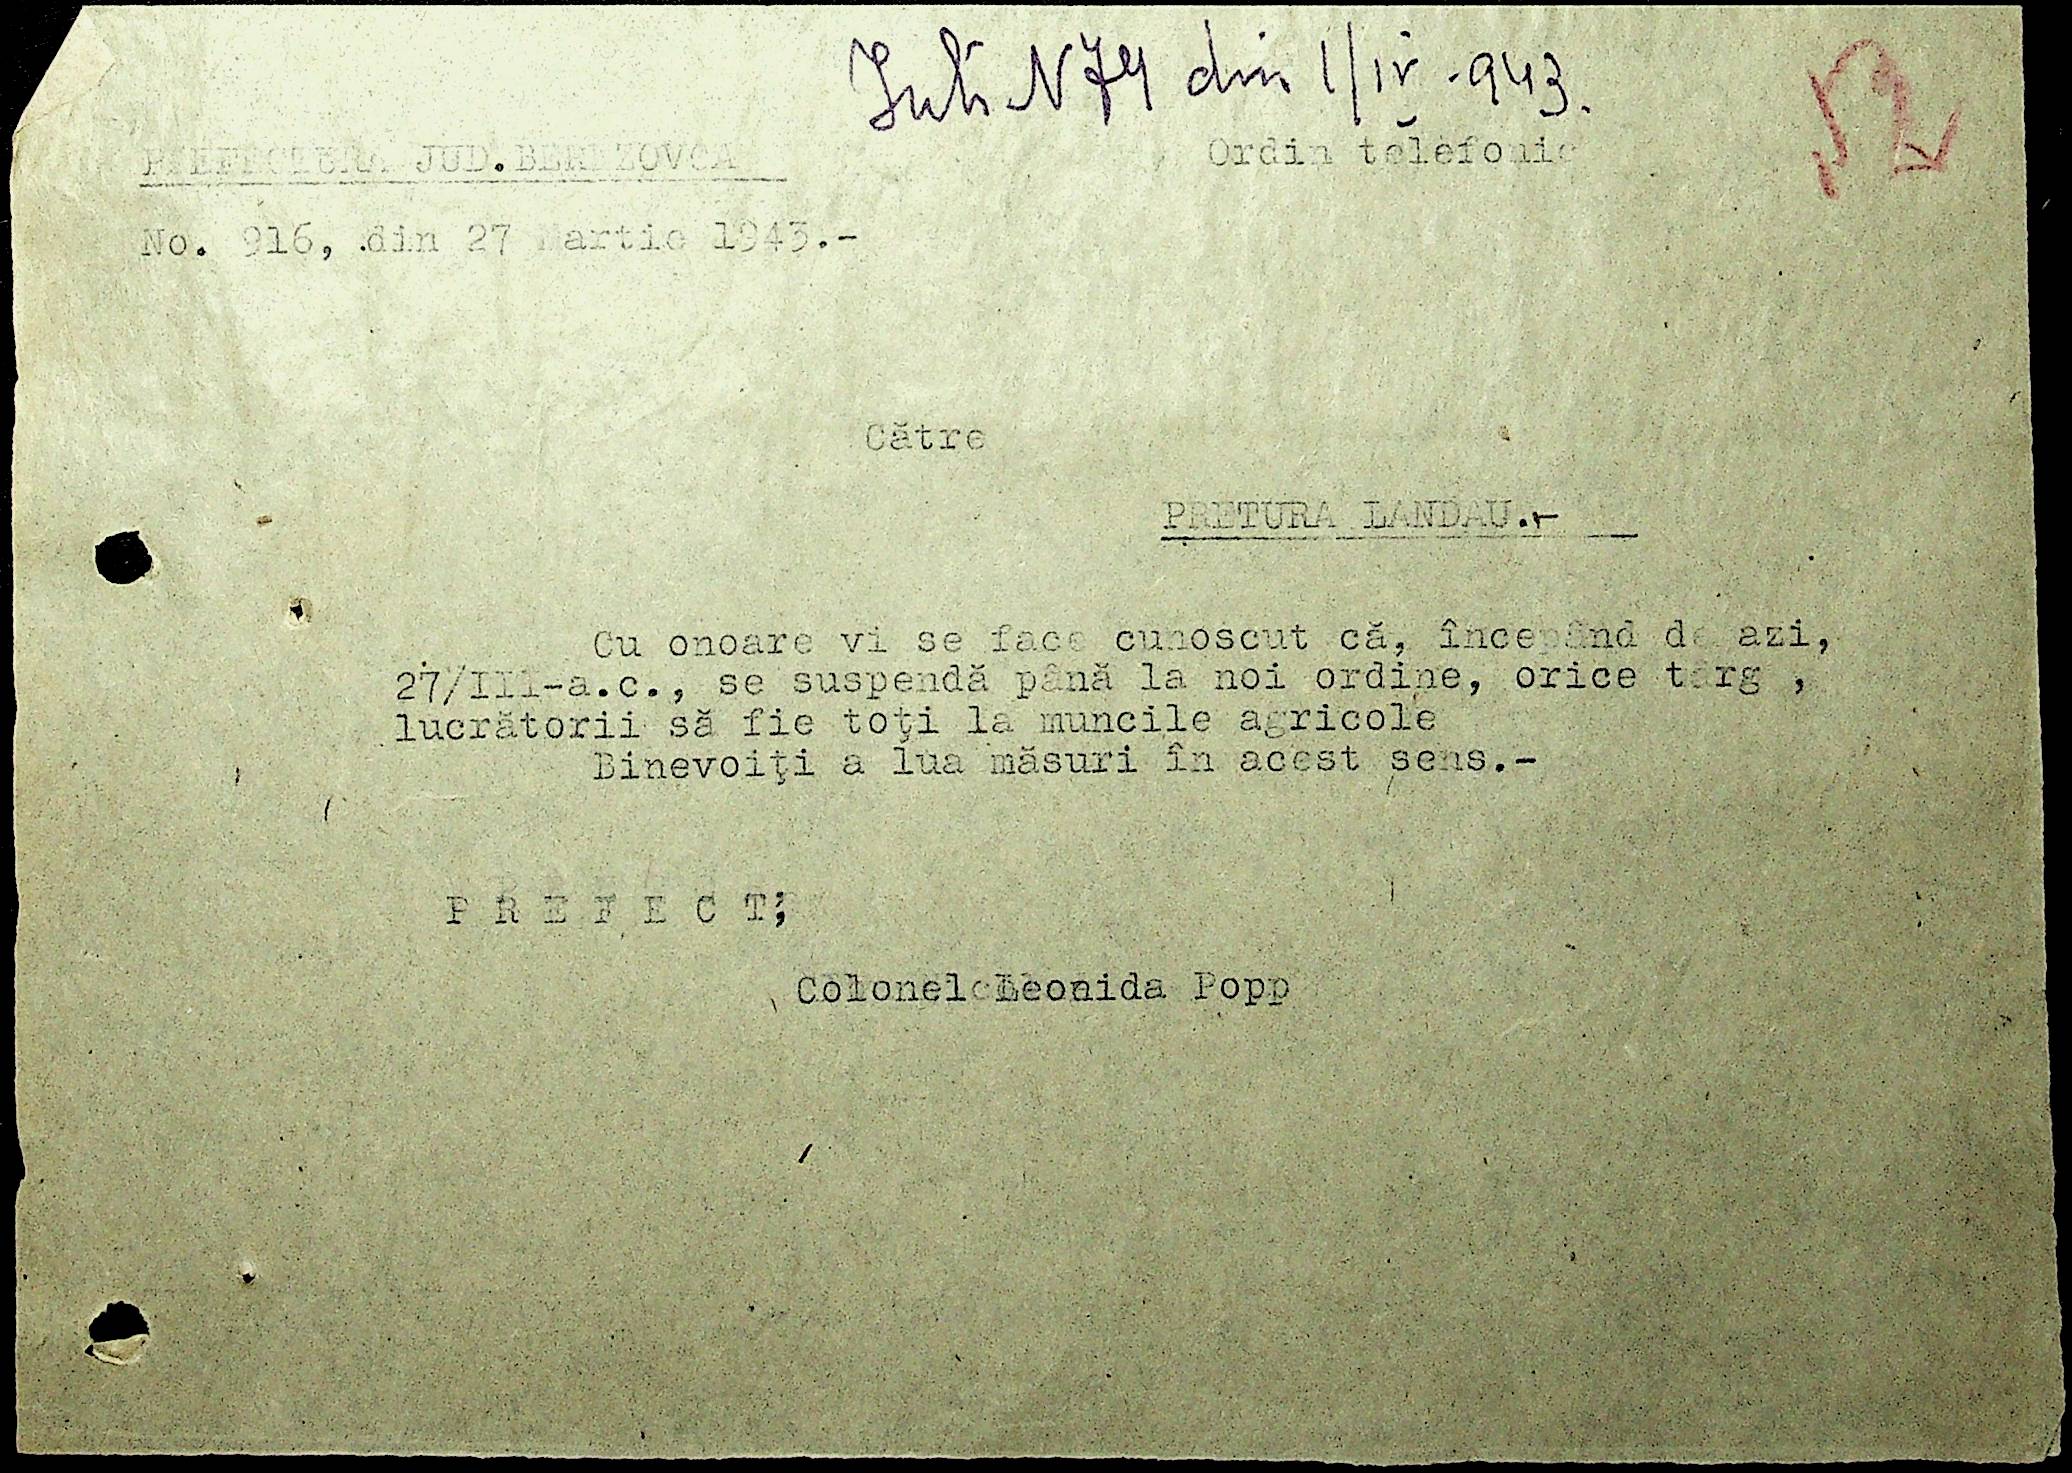 N 74 din 1/IV-943.
52
PREFECTURA JUD. BEREZOVCA
Ordin telefonic
No. 916, din 27 Martie 1943.-
Către
PRETURA LANDAU.-
Cu onoare vi se face cunoscut că, începând de azi,
27/III-a.c., se suspendă până la noi ordine, orice târg ,
lucrătorii să fie toţi la muncile agricole
Binevoiţi a lua măsuri în acest sens.-
P R E F E C T;
Colonel Leonida Popp